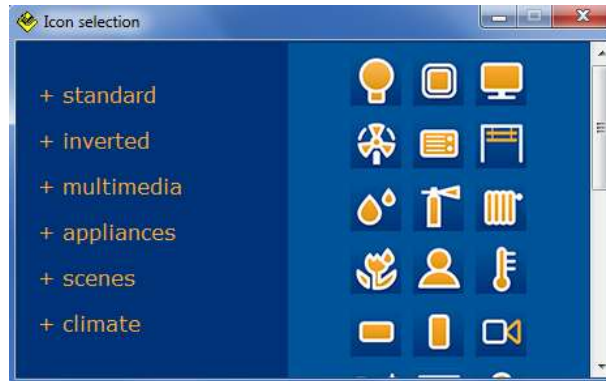 Icon selection
+ standard
+ inverted
+ multimedia
+ appliances
+ scenes
+ climate